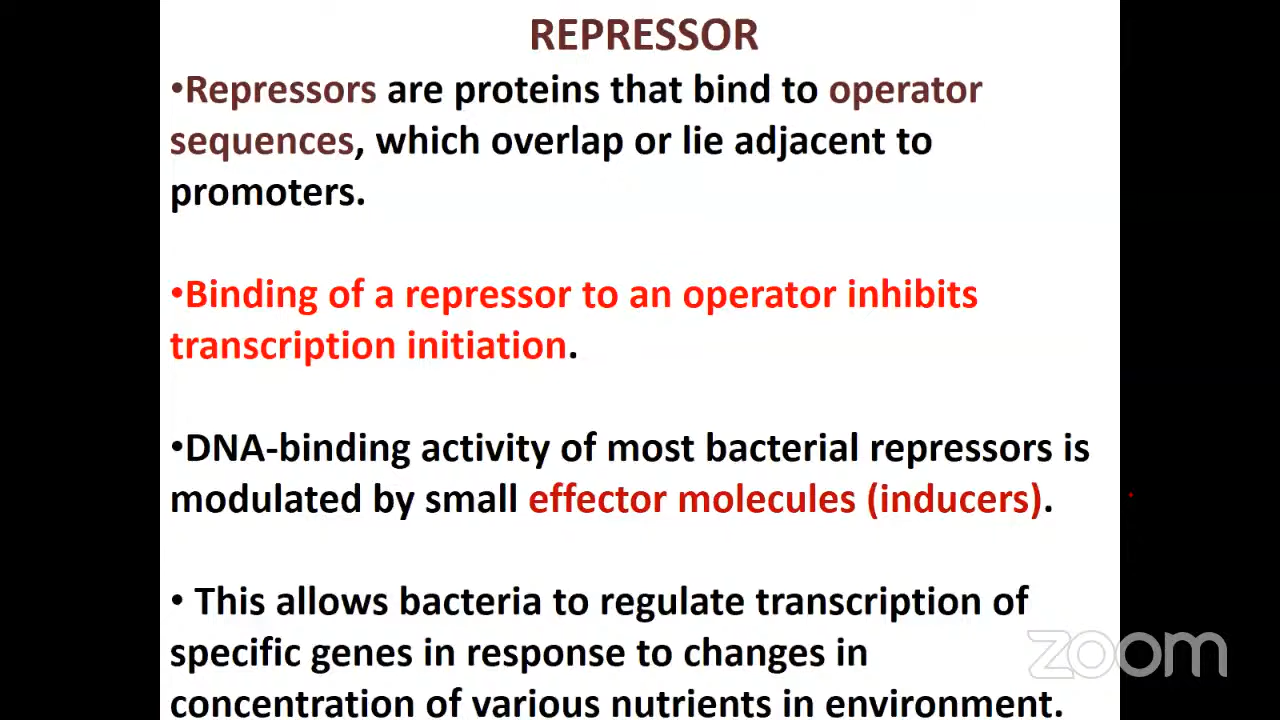 REPRESSOR
•Repressors are proteins that bind to operator
sequences, which overlap or lie adjacent to
promoters.
•Binding of a repressor to an operator inhibits
transcription initiation.
•DNA-binding activity of most bacterial repressors is
modulated by small effector molecules (inducers).
• This allows bacteria to regulate transcription of
specific genes in response to changes in
concentration of various nutrients in environment.
zoom